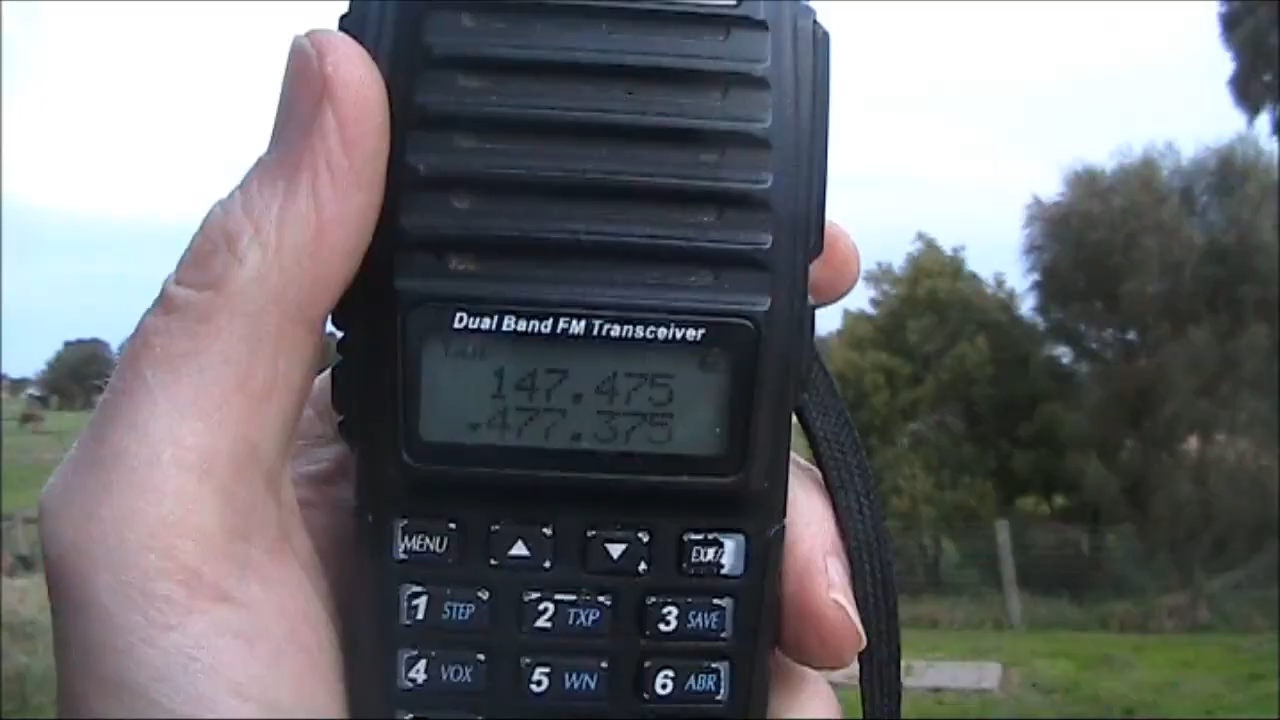 Dual Band FM Transceiver
147.475
477.375
MENU ▲ ▼ EXIT
1 STEP 2 TXP 3 SAVE
4 VOX 5 WN 6 ABR